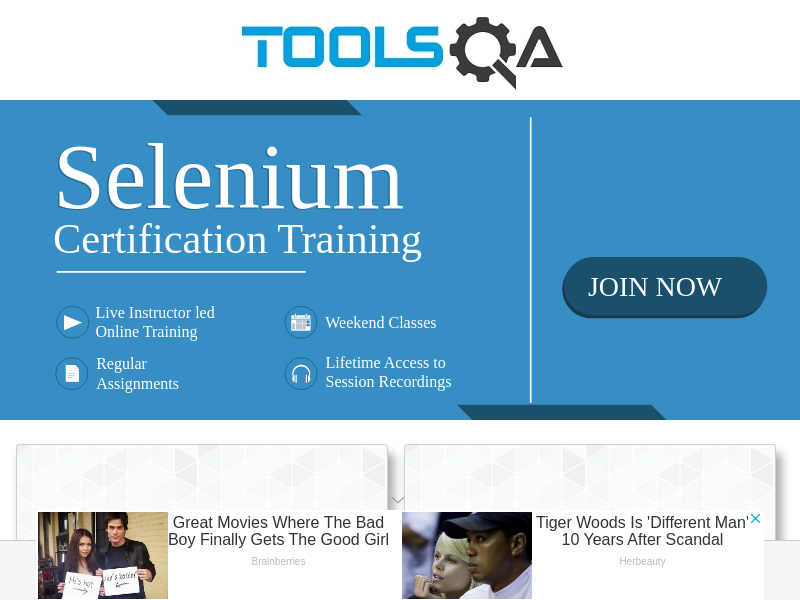 TOOLSQA
Selenium
Certification Training
JOIN NOW
Live Instructor led
Online Training
Weekend Classes
Regular
Assignments
Lifetime Access to
Session Recordings
Great Movies Where The Bad
Boy Finally Gets The Good Girl
Brainberries
He's hot
Tiger Woods Is 'Different Man'
10 Years After Scandal
Herbeauty